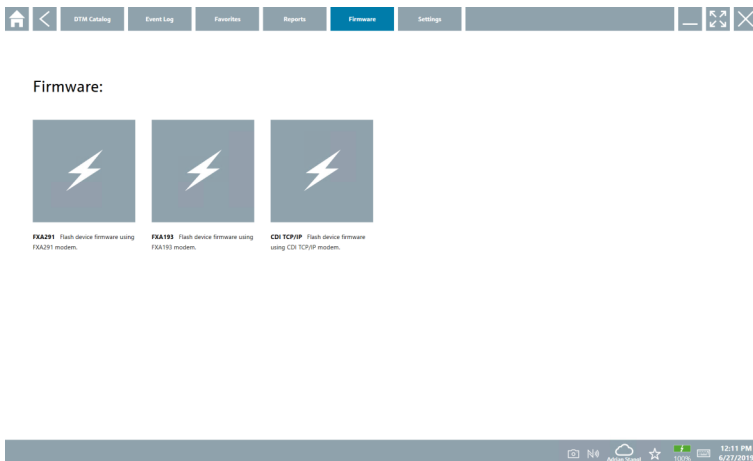 DTM Catalog
Event Log
Favorites
Reports
Firmware
Settings
Firmware:
FXA291 Flash device firmware using
FXA291 modem.
FXA193 Flash device firmware using
FXA193 modem.
CDI TCP/IP Flash device firmware
using CDI TCP/IP modem.
100%
12:11 PM